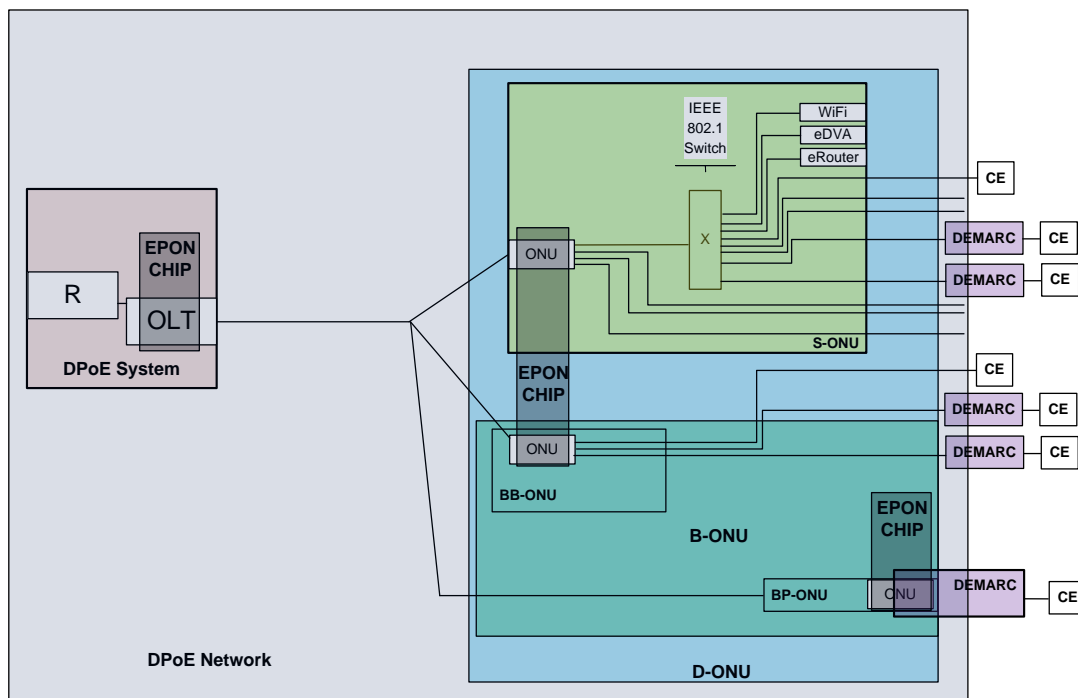 IEEE
802.1
Switch
WiFi
eDVA
eRouter
CE
EPON
CHIP
ONU
X
DEMARC
CE
R
OLT
DEMARC
CE
DPoE System
S-ONU
EPON
CHIP
CE
DEMARC
CE
ONU
DEMARC
CE
BB-ONU
EPON
CHIP
B-ONU
BP-ONU
ONU
DEMARC
CE
DPoE Network
D-ONU